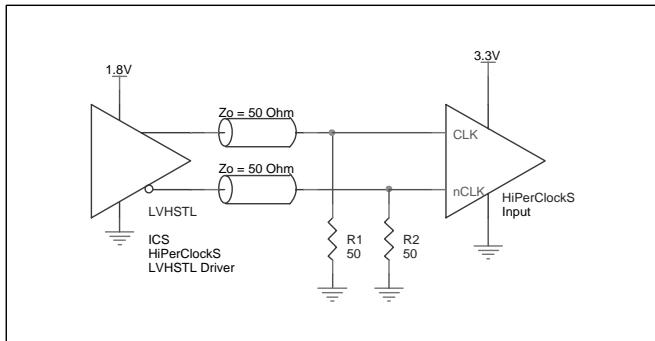 1.8V
3.3V
Zo = 50 Ohm
CLK
Zo = 50 Ohm
nCLK
HiPerClockS
Input
LVHSTL
ICS
HiPerClockS
LVHSTL Driver
R1
50
R2
50